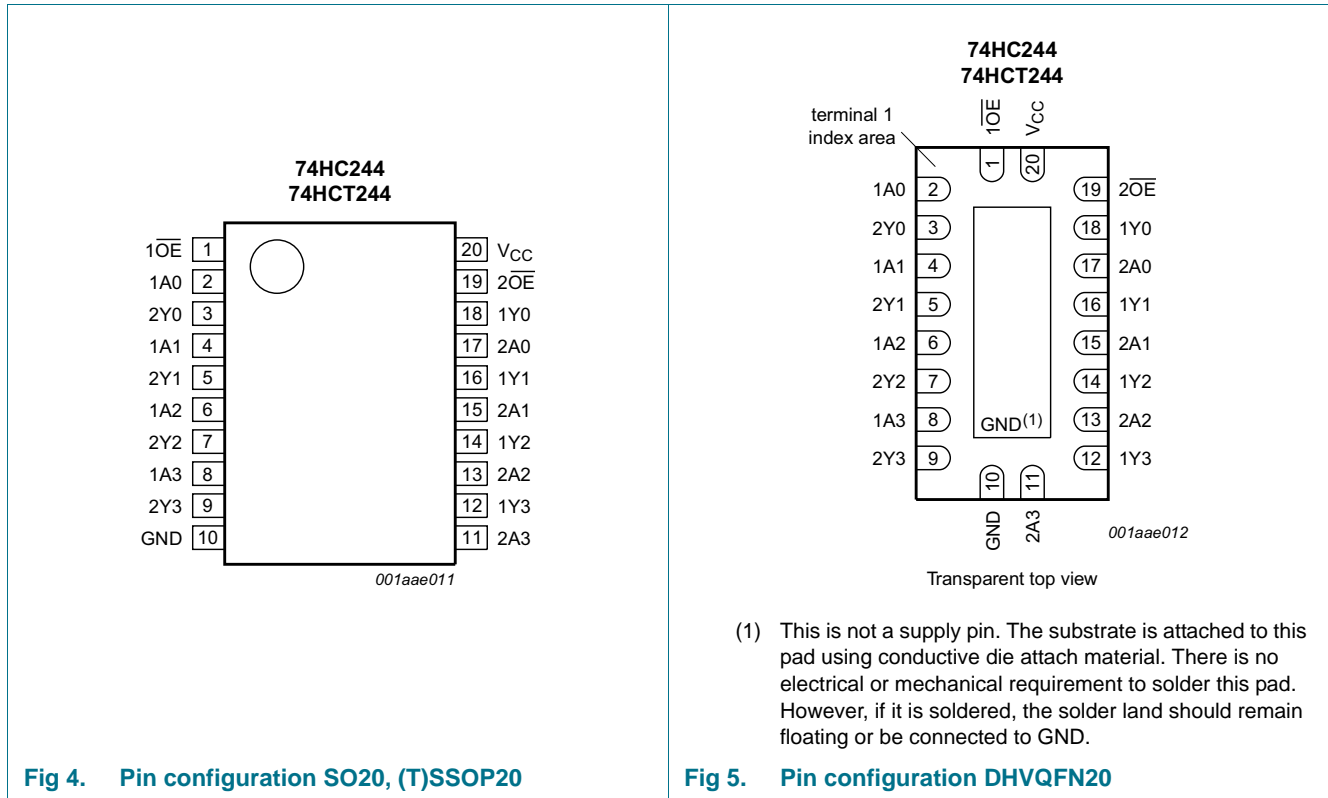 74HC244
74HCT244
1OE 1
1A0 2
2Y0 3
1A1 4
2Y1 5
1A2 6
2Y2 7
1A3 8
2Y3 9
GND 10
20 VCC
19 2OE
18 1Y0
17 2A0
16 1Y1
15 2A1
14 1Y2
13 2A2
12 1Y3
11 2A3
001aae011
Fig 4. Pin configuration SO20, (T)SSOP20
74HC244
74HCT244
terminal 1
index area
1OE
VCC
1
20
1A0 2
2Y0 3
1A1 4
2Y1 5
1A2 6
2Y2 7
1A3 8
2Y3 9
19 2OE
18 1Y0
17 2A0
16 1Y1
15 2A1
14 1Y2
13 2A2
12 1Y3
GND(1)
10
11
GND
2A3
001aae012
Transparent top view
(1) This is not a supply pin. The substrate is attached to this
pad using conductive die attach material. There is no
electrical or mechanical requirement to solder this pad.
However, if it is soldered, the solder land should remain
floating or be connected to GND.
Fig 5. Pin configuration DHVQFN20